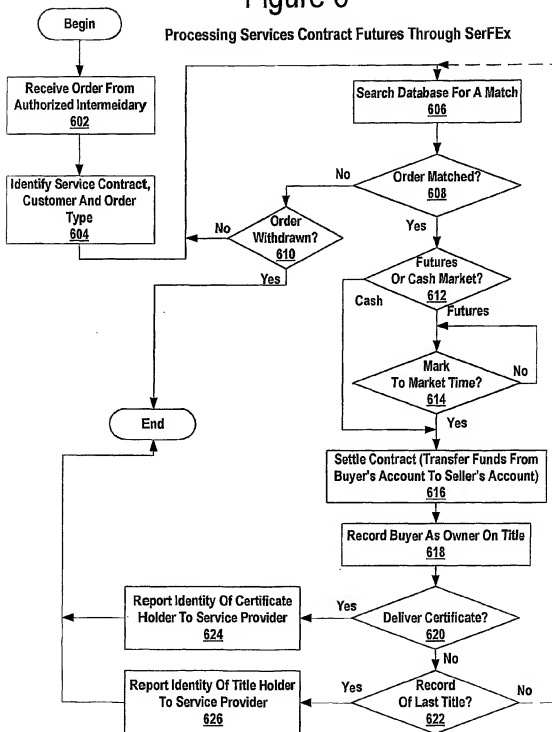 Figure 6
Begin
Processing Services Contract Futures Through SerFEx
Receive Order From
Authorized Intermeidary
602
Identify Service Contract,
Customer And Order
Type
604
Search Database For A Match
606
No
Order Matched?
608
Yes
No
Order
Withdrawn?
610
Yes
Futures
Or Cash Market?
612
Cash
Futures
Mark
To Market Time?
614
No
Yes
End
Settle Contract (Transfer Funds From
Buyer's Account To Seller's Account)
616
Record Buyer As Owner On Title
618
Report Identity Of Certificate
Holder To Service Provider
624
Yes
Deliver Certificate?
620
No
Report Identity Of Title Holder
To Service Provider
626
Yes
Record
Of Last Title?
622
No